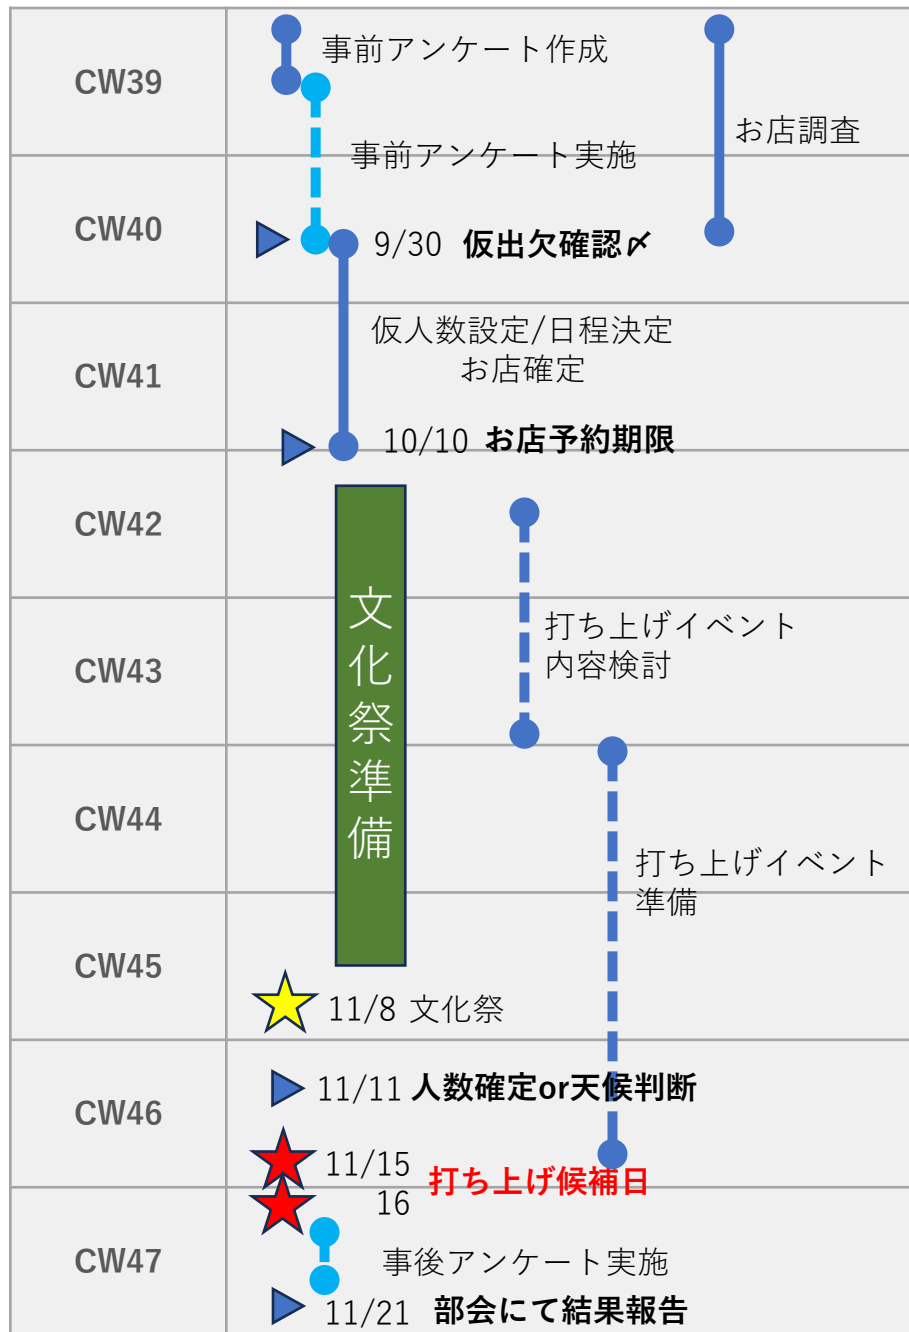 CW39
事前アンケート作成
お店調査
事前アンケート実施
CW40
9/30 仮出欠確認〆
CW41
仮人数設定/日程決定
お店確定
10/10 お店予約期限
CW42
文化祭準備
CW43
打ち上げイベント
内容検討
CW44
打ち上げイベント
準備
CW45
11/8 文化祭
CW46
11/11 人数確定or天候判断
11/15
16
打ち上げ候補日
CW47
事後アンケート実施
11/21 部会にて結果報告